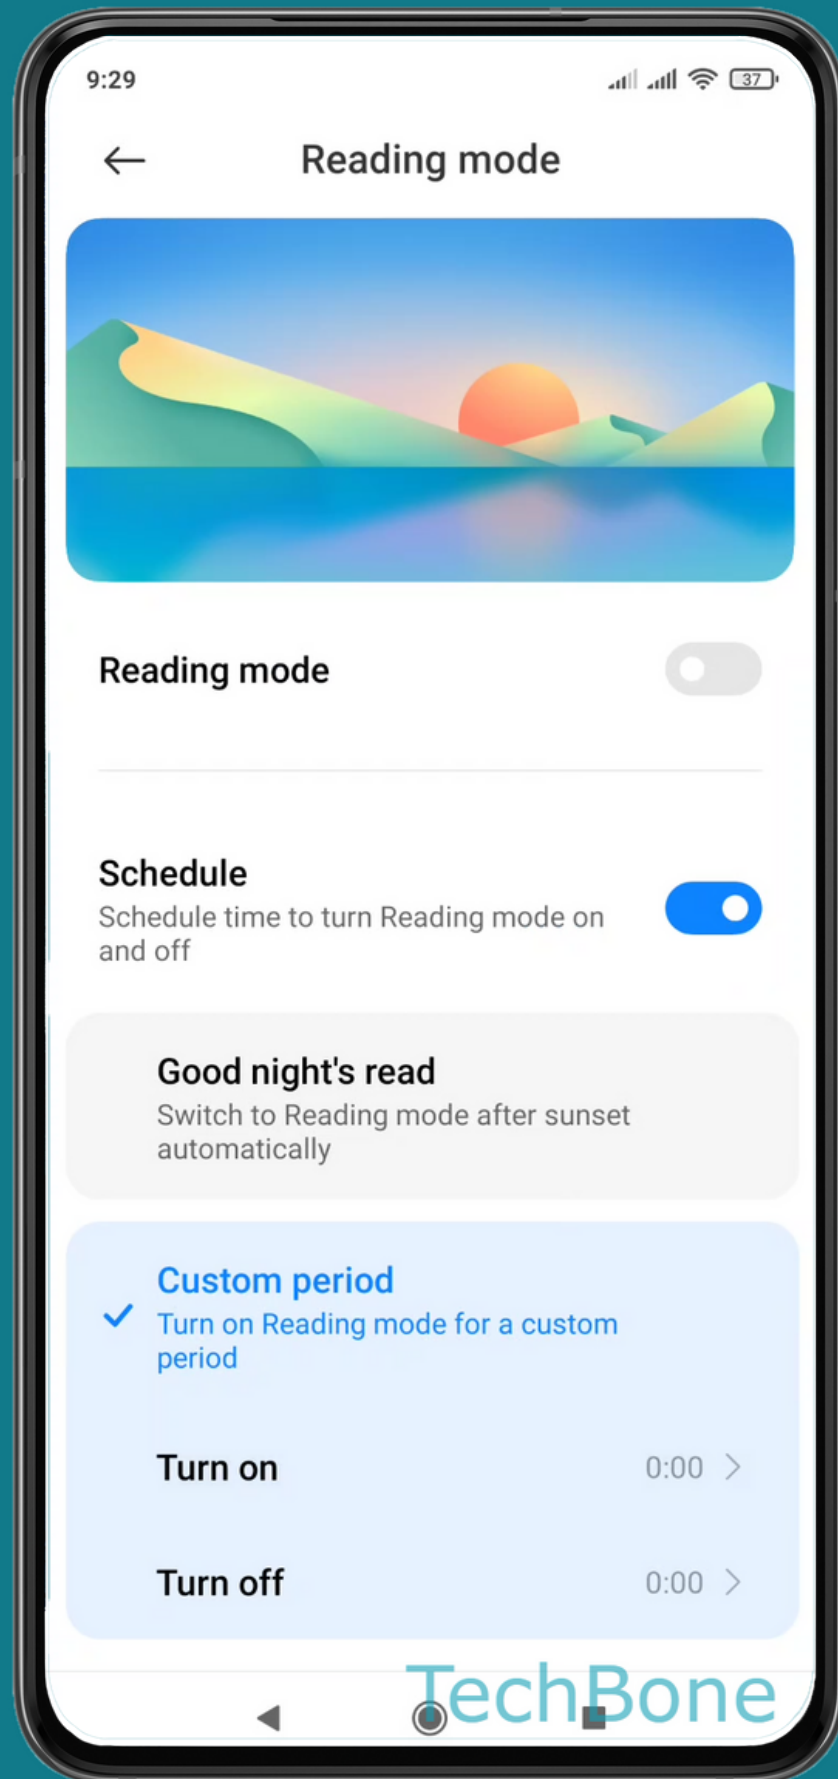 9:29
37
Reading mode
Reading mode
Schedule
Schedule time to turn Reading mode on
and off
Good night's read
Switch to Reading mode after sunset
automatically
Custom period
Turn on Reading mode for a custom
period
Turn on 0:00
Turn off 0:00
TechBone